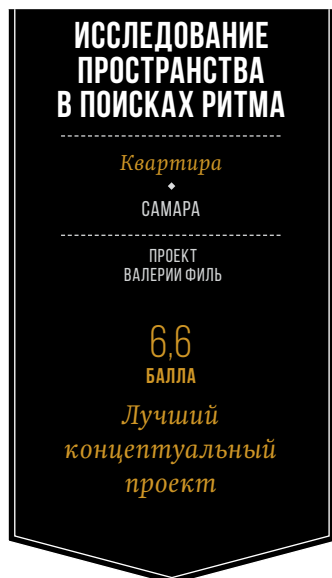 ИССЛЕДОВАНИЕ
ПРОСТРАНСТВА
В ПОИСКАХ РИТМА
Квартира
САМАРА
ПРОЕКТ
ВАЛЕРИИ ФИЛЬ
6,6
БАЛЛА
Лучший
концептуальный
проект